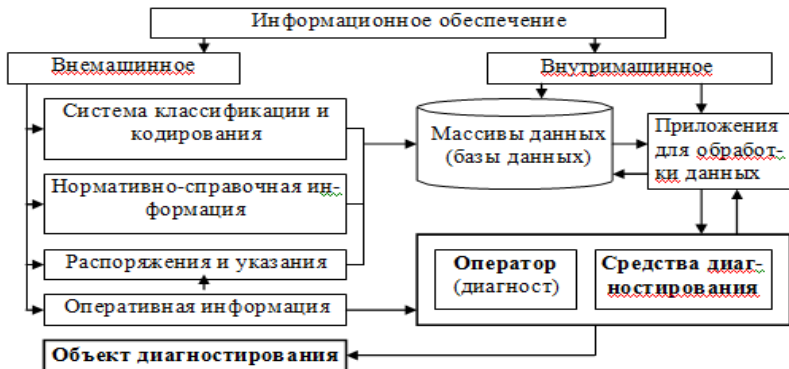 Информационное обеспечение
Внемашинное
Внутримашинное
Система классификации и
кодирования
Нормативно-справочная ин-
формация
Распоряжения и указания
Оперативная информация
Объект диагностирования
Массивы данных
(базы данных)
Приложения
для обработ-
ки данных
Оператор
(диагност)
Средства диаг-
ностирования